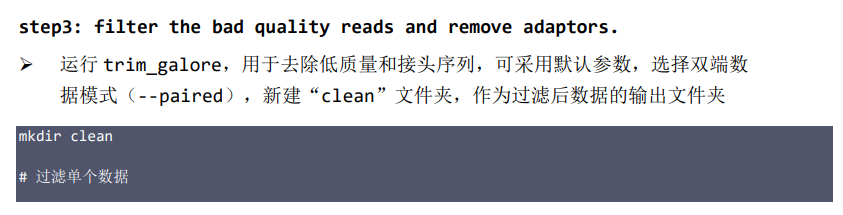 step3: filter the bad quality reads and remove adaptors.
➢ 运行 trim_galore，用于去除低质量和接头序列，可采用默认参数，选择双端数
据模式（--paired），新建“clean”文件夹，作为过滤后数据的输出文件夹
mkdir clean
# 过滤单个数据